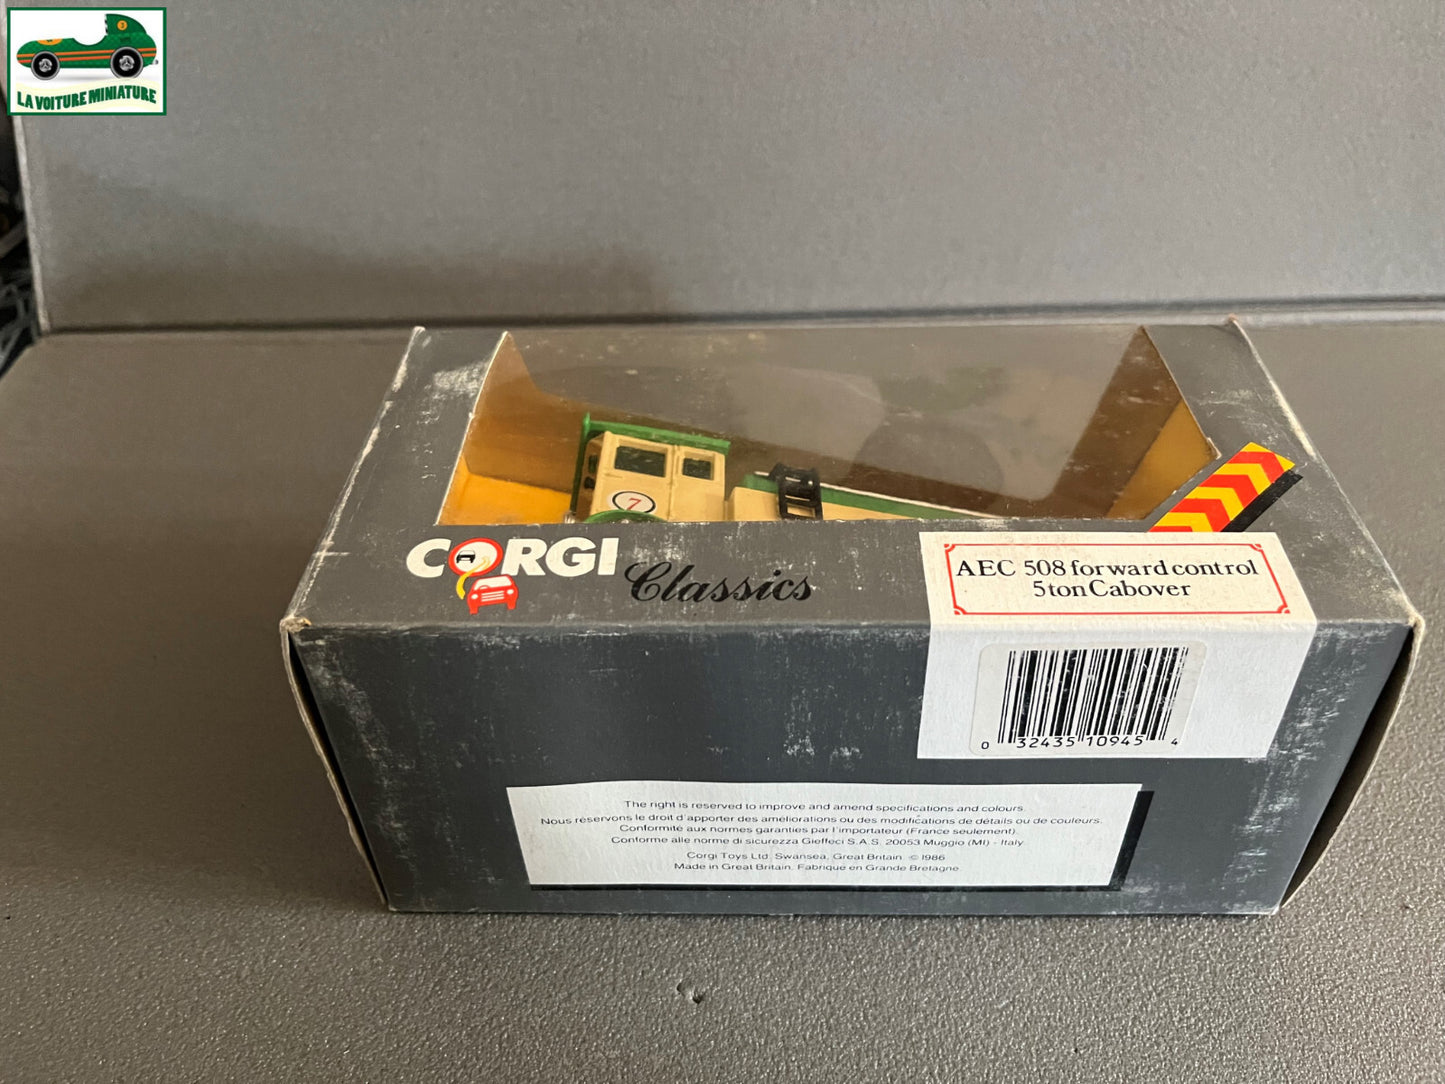 3
LA VOITURE MINIATURE
7
CORGI
Classics
AEC 508 forward control
5 ton Cabover
0 32435 10945 4
The right is reserved to improve and amend specifications and colours.
Nous réservons le droit d'apporter des améliorations ou des modifications de détails ou de couleurs.
Conformité aux normes garanties par l'importateur (France seulement).
Conforme alle norme di sicurezza Gieffeci S.A.S. 20053 Muggio (MI) - Italy
Corgi Toys Ltd. Swansea, Great Britain. © 1986
Made in Great Britain. Fabriqué en Grande Bretagne.